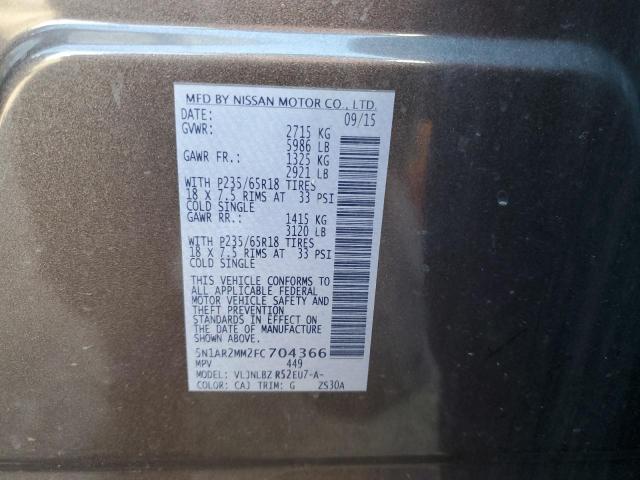 MFD BY NISSAN MOTOR CO., LTD.
DATE: 09/15
GVWR: 2715 KG
5986 LB
GAWR FR.: 1325 KG
2921 LB
WITH P235/65R18 TIRES
18 X 7.5 RIMS AT 33 PSI
COLD SINGLE
GAWR RR.: 1415 KG
3120 LB
WITH P235/65R18 TIRES
18 X 7.5 RIMS AT 33 PSI
COLD SINGLE
THIS VEHICLE CONFORMS TO
ALL APPLICABLE FEDERAL
MOTOR VEHICLE SAFETY AND
THEFT PREVENTION
STANDARDS IN EFFECT ON
THE DATE OF MANUFACTURE
SHOWN ABOVE.
5N1AR2MM2FC704366
MPV 449
MODEL: VLJNLBZ R52EU7-A-
COLOR: CAJ TRIM: G ZS30A